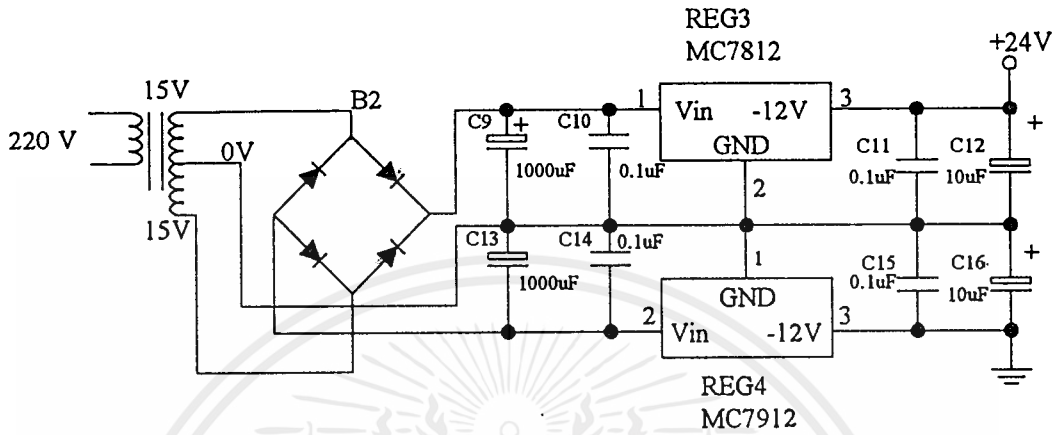 REG3
MC7812
+24V
15V
B2
220 V
0V
15V
C9
+
1000uF
C10
0.1uF
1
Vin
-12V
3
GND
2
C11
0.1uF
C12
10uF
+
C13
1000uF
C14
0.1uF
1
GND
2
Vin
-12V
3
C15
0.1uF
C16
10uF
+
REG4
MC7912